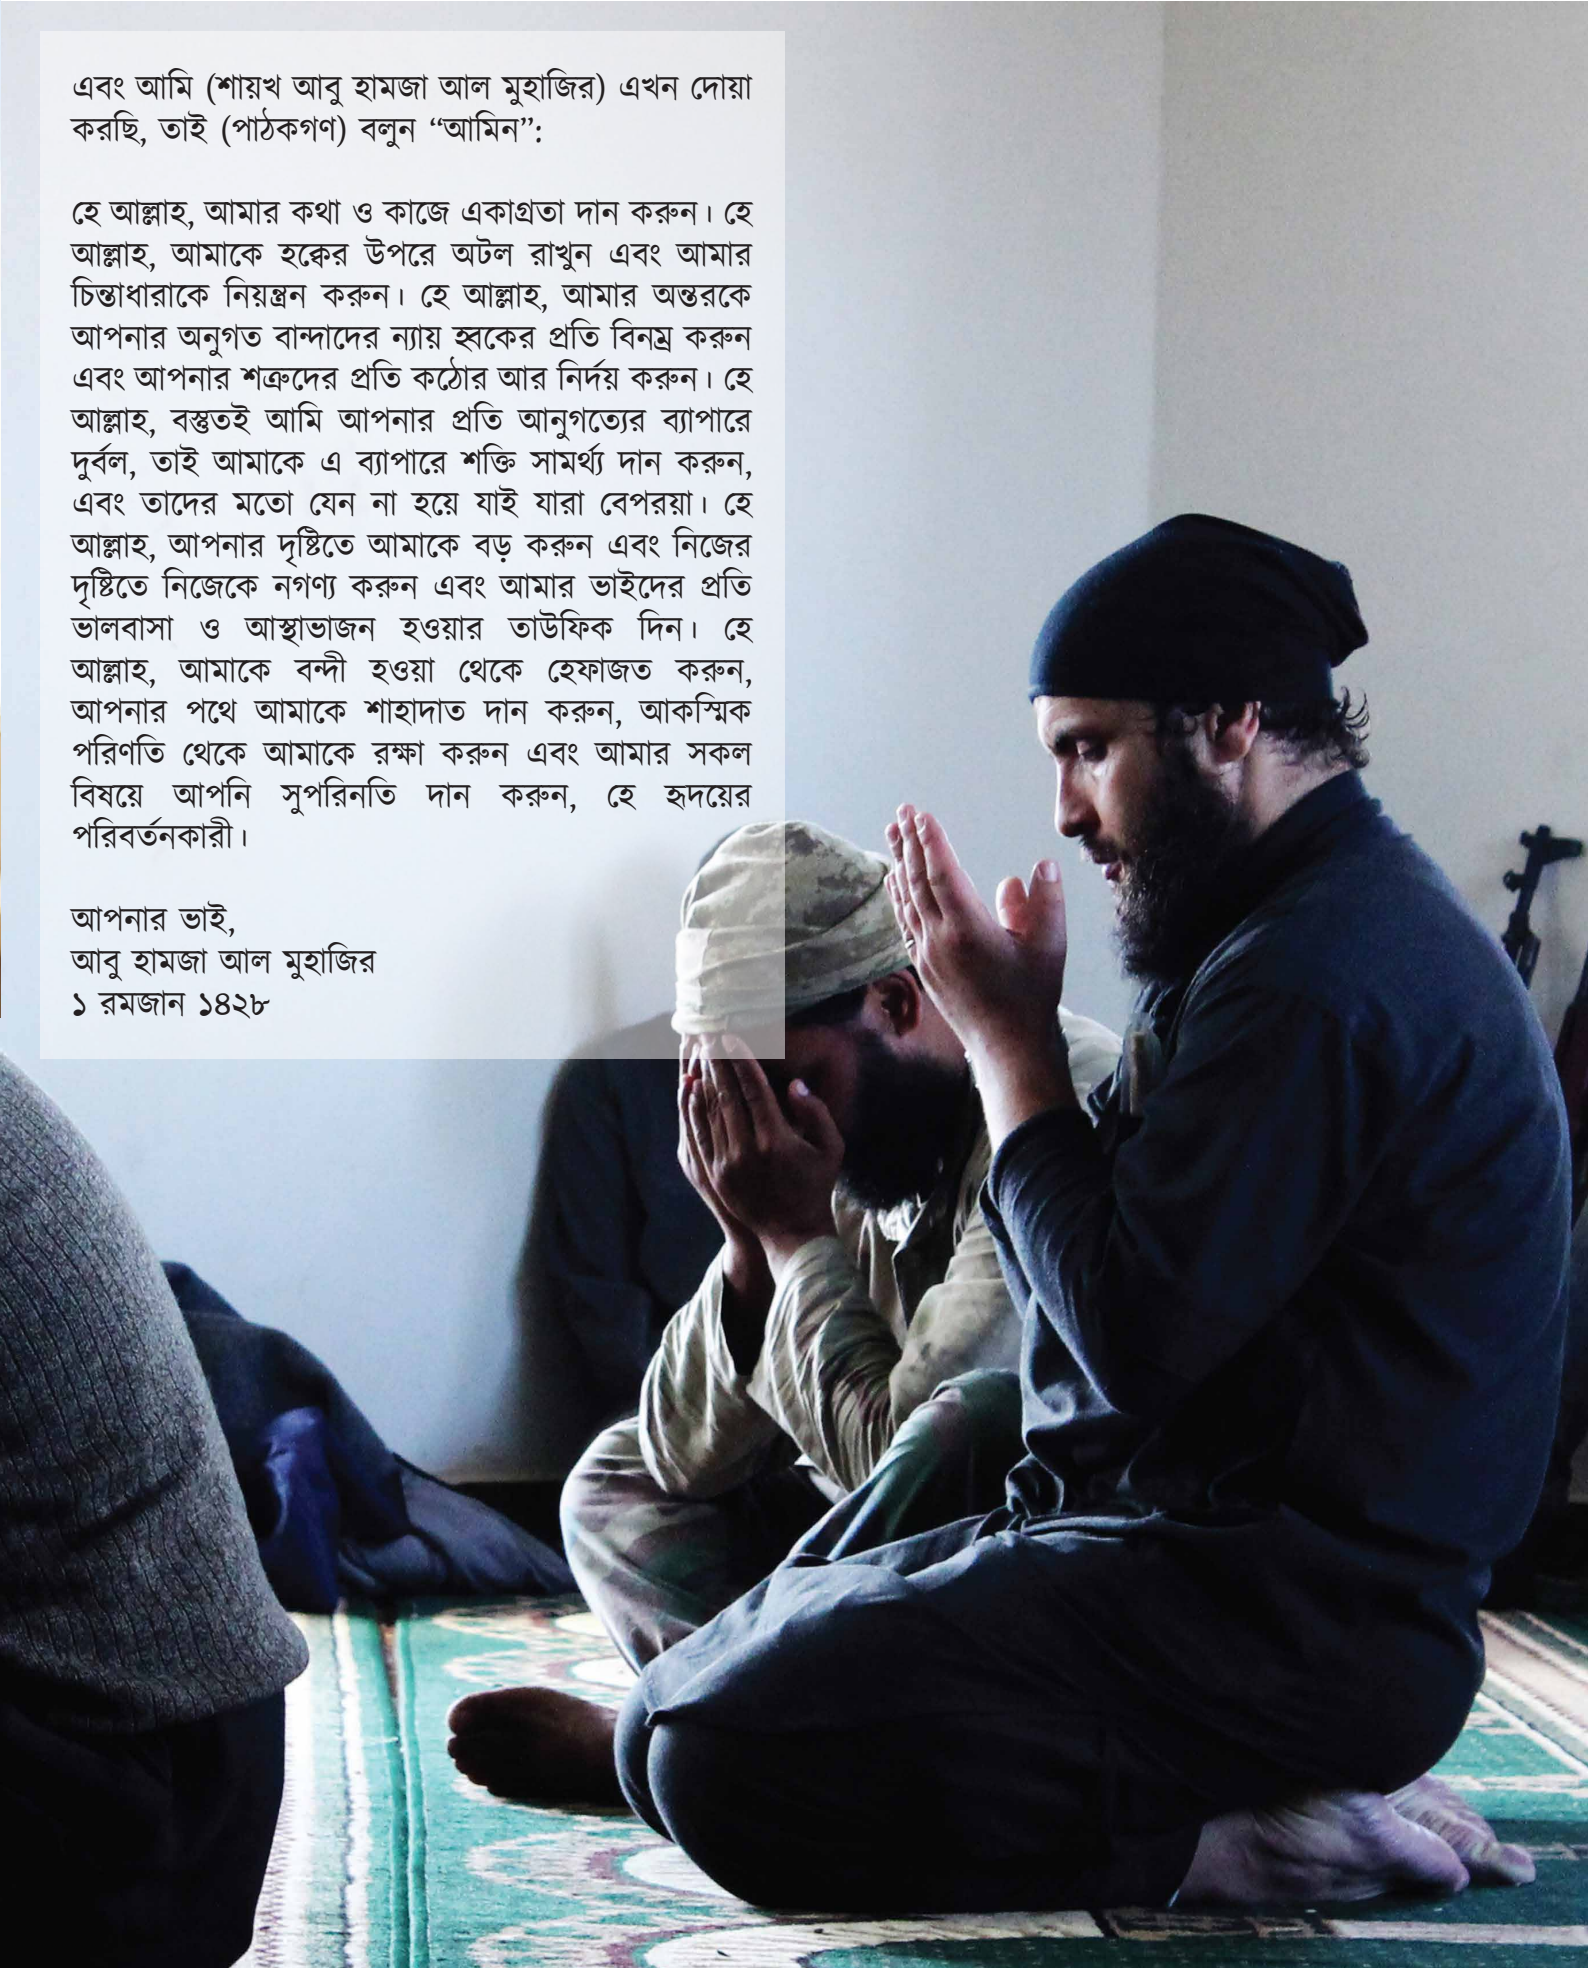 এবং আমি (শায়খ আবু হামজা আল মুহাজির) এখন দোয়া
করছি, তাই (পাঠকগণ) বলুন “আমিন”:
হে আল্লাহ, আমার কথা ও কাজে একাগ্রতা দান করুন। হে
আল্লাহ, আমাকে হক্বের উপরে অটল রাখুন এবং আমার
চিন্তাধারাকে নিয়ন্ত্রন করুন। হে আল্লাহ, আমার অন্তরকে
আপনার অনুগত বান্দাদের ন্যায় হ্বকের প্রতি বিনম্র করুন
এবং আপনার শত্রুদের প্রতি কঠোর আর নির্দয় করুন। হে
আল্লাহ, বস্তুতই আমি আপনার প্রতি আনুগত্যের ব্যাপারে
দুর্বল, তাই আমাকে এ ব্যাপারে শক্তি সামর্থ্য দান করুন,
এবং তাদের মতো যেন না হয়ে যাই যারা বেপরয়া। হে
আল্লাহ, আপনার দৃষ্টিতে আমাকে বড় করুন এবং নিজের
দৃষ্টিতে নিজেকে নগণ্য করুন এবং আমার ভাইদের প্রতি
ভালবাসা ও আস্থাভাজন হওয়ার তাউফিক দিন। হে
আল্লাহ, আমাকে বন্দী হওয়া থেকে হেফাজত করুন,
আপনার পথে আমাকে শাহাদাত দান করুন, আকস্মিক
পরিণতি থেকে আমাকে রক্ষা করুন এবং আমার সকল
বিষয়ে আপনি সুপরিনতি দান করুন, হে হৃদয়ের
পরিবর্তনকারী।
আপনার ভাই,
আবু হামজা আল মুহাজির
১ রমজান ১৪২৮